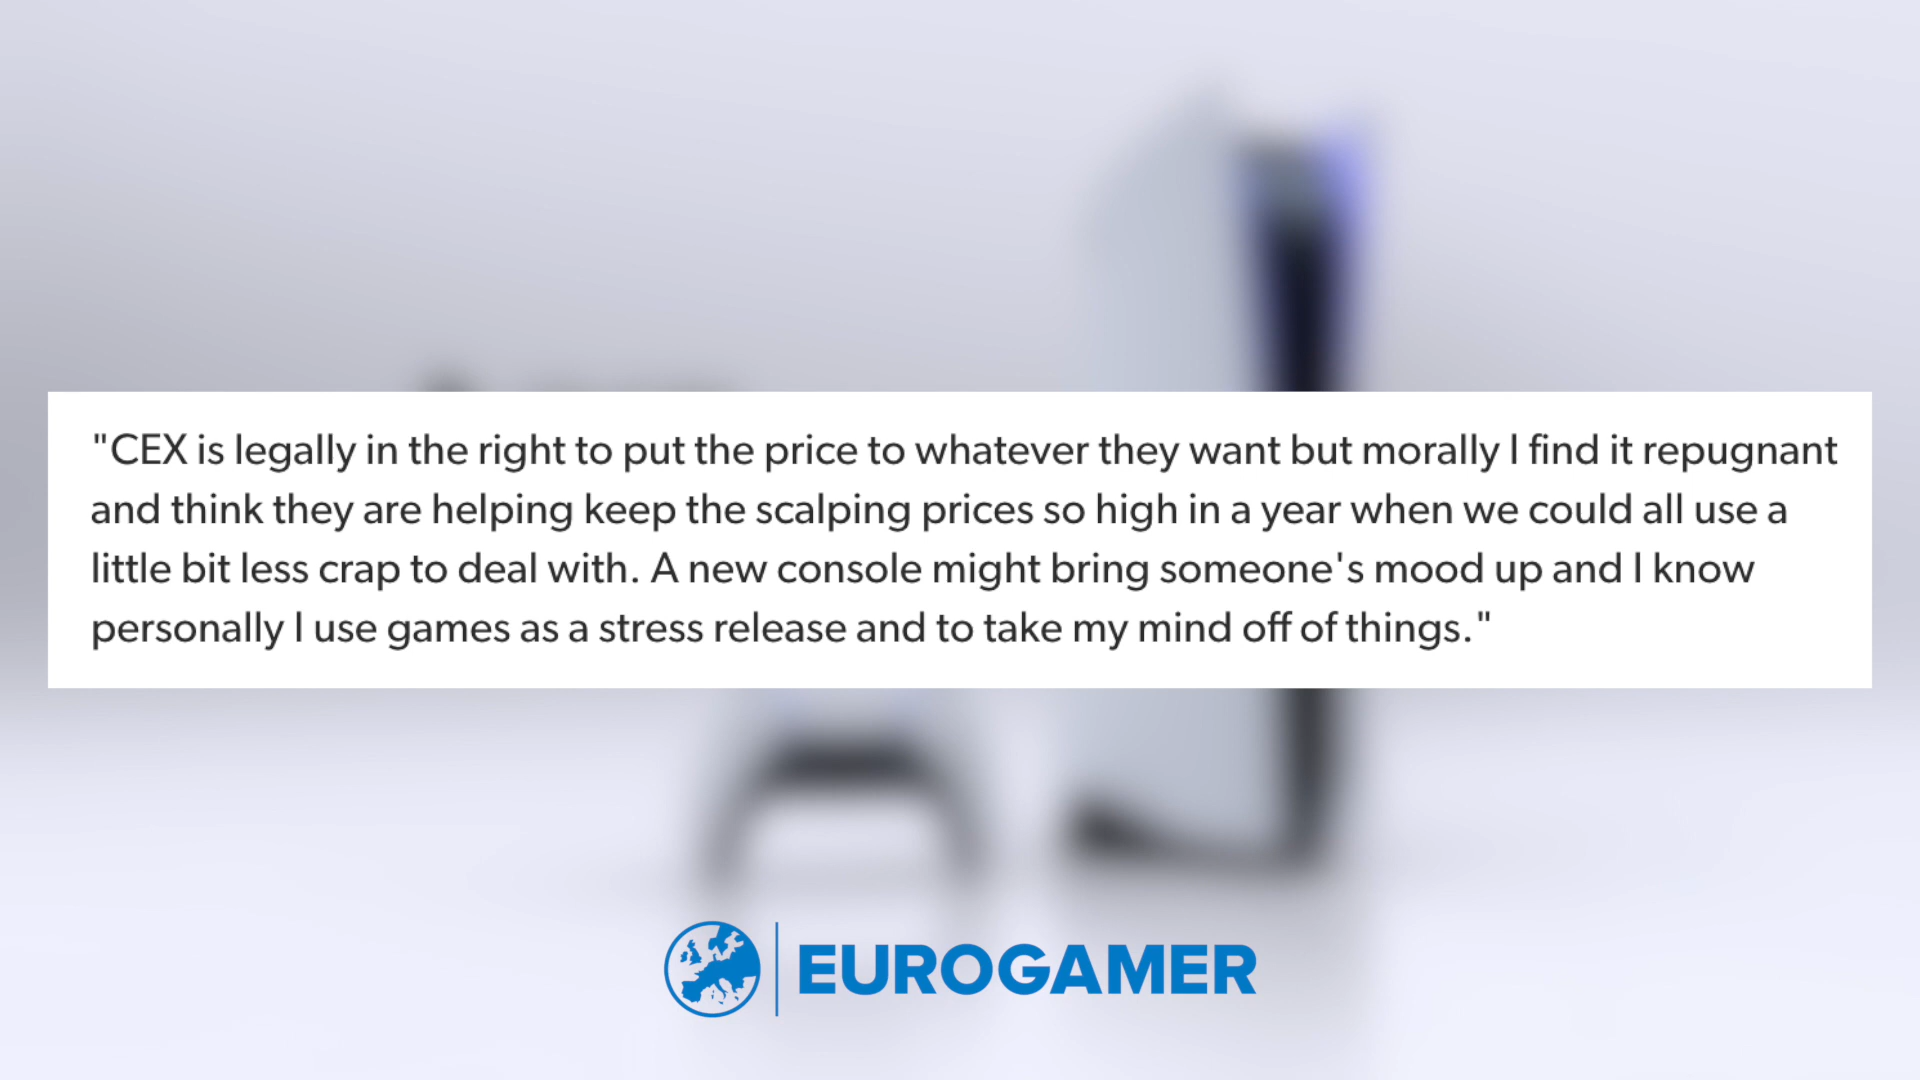 "CEX is legally in the right to put the price to whatever they want but morally I find it repugnant
and think they are helping keep the scalping prices so high in a year when we could all use a
little bit less crap to deal with. A new console might bring someone's mood up and I know
personally I use games as a stress release and to take my mind off of things."
EUROGAMER